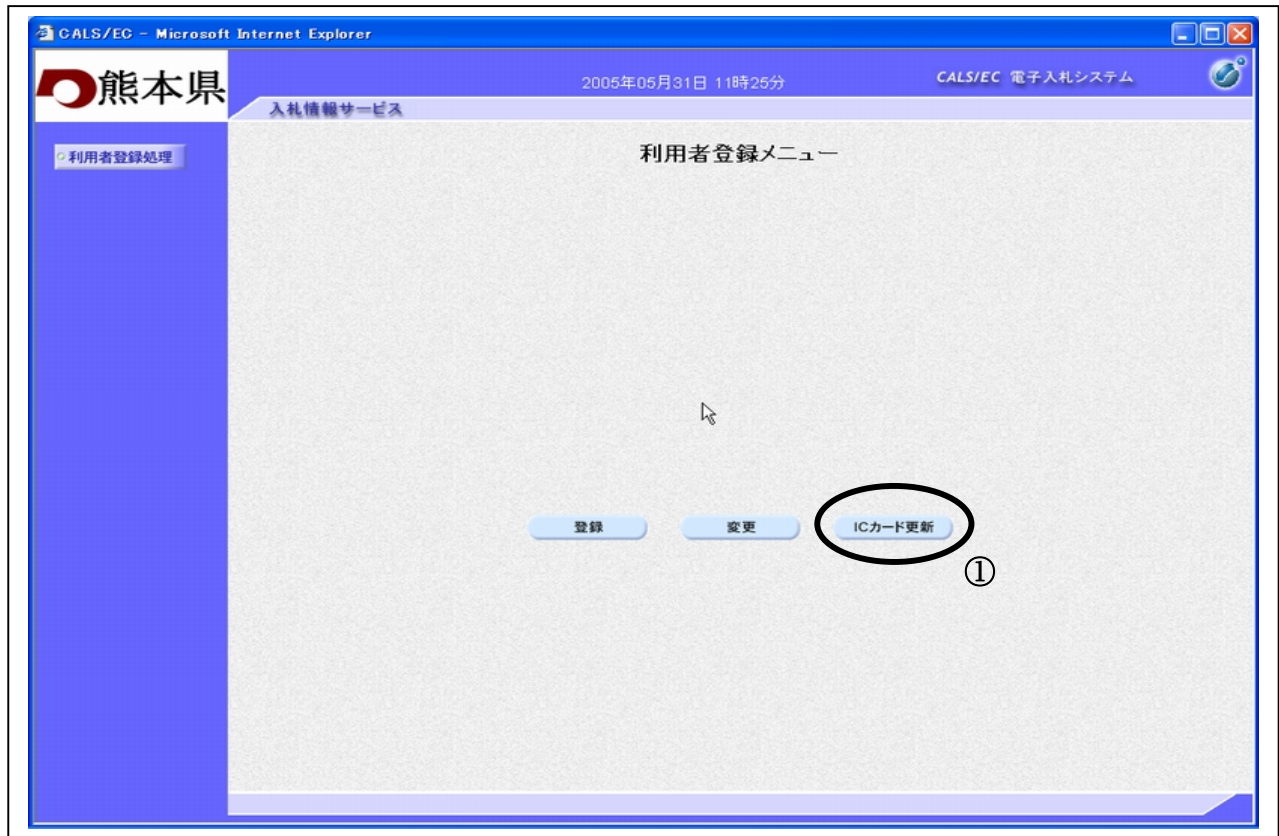 CALS/EC - Microsoft Internet Explorer
熊本県
2005年05月31日 11時25分
CALS/EC 電子入札システム
入札情報サービス
利用者登録処理
利用者登録メニュー
登録
変更
ICカード更新
①